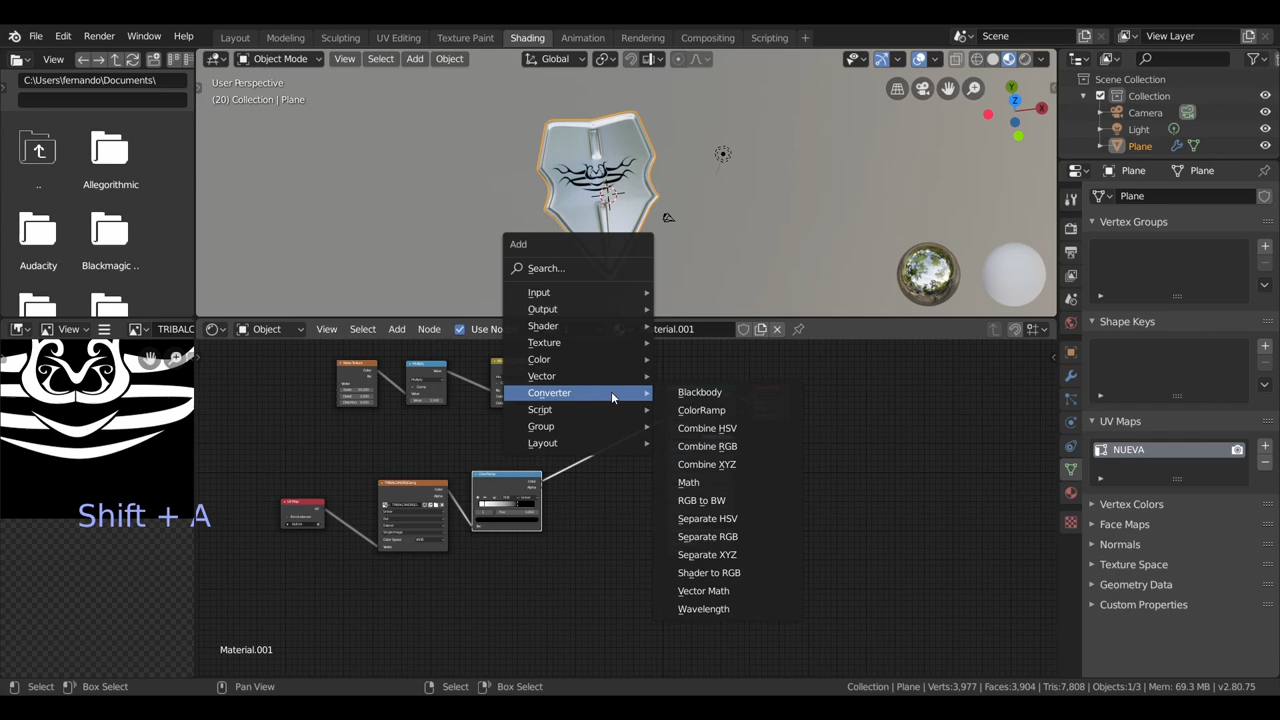 File Edit Render Window Help
Layout Modeling Sculpting UV Editing Texture Paint Shading Animation Rendering Compositing Scripting +
Scene
View Layer
View
Object Mode View Select Add Object
Global
C:\Users\fernando\Documents\
..
Allegorithmic
Audacity
Blackmagic ..
User Perspective
(20) Collection | Plane
Y
Z
X
Scene Collection
Collection
Camera
Light
Plane
Plane
Plane
Plane
Vertex Groups
Shape Keys
UV Maps
NUEVA
Vertex Colors
Face Maps
Normals
Texture Space
Geometry Data
Custom Properties
View
TRIBALC
Object View Select Add Node Use No
terial.001
Add
Search...
Input
Output
Shader
Texture
Color
Vector
Converter
Script
Group
Layout
Blackbody
ColorRamp
Combine HSV
Combine RGB
Combine XYZ
Math
RGB to BW
Separate HSV
Separate RGB
Separate XYZ
Shader to RGB
Vector Math
Wavelength
Shift + A
Material.001
Select Box Select Pan View Select Box Select
Collection | Plane | Verts:3,977 | Faces:3,904 | Tris:7,808 | Objects:1/3 | Mem: 69.3 MB | v2.80.75